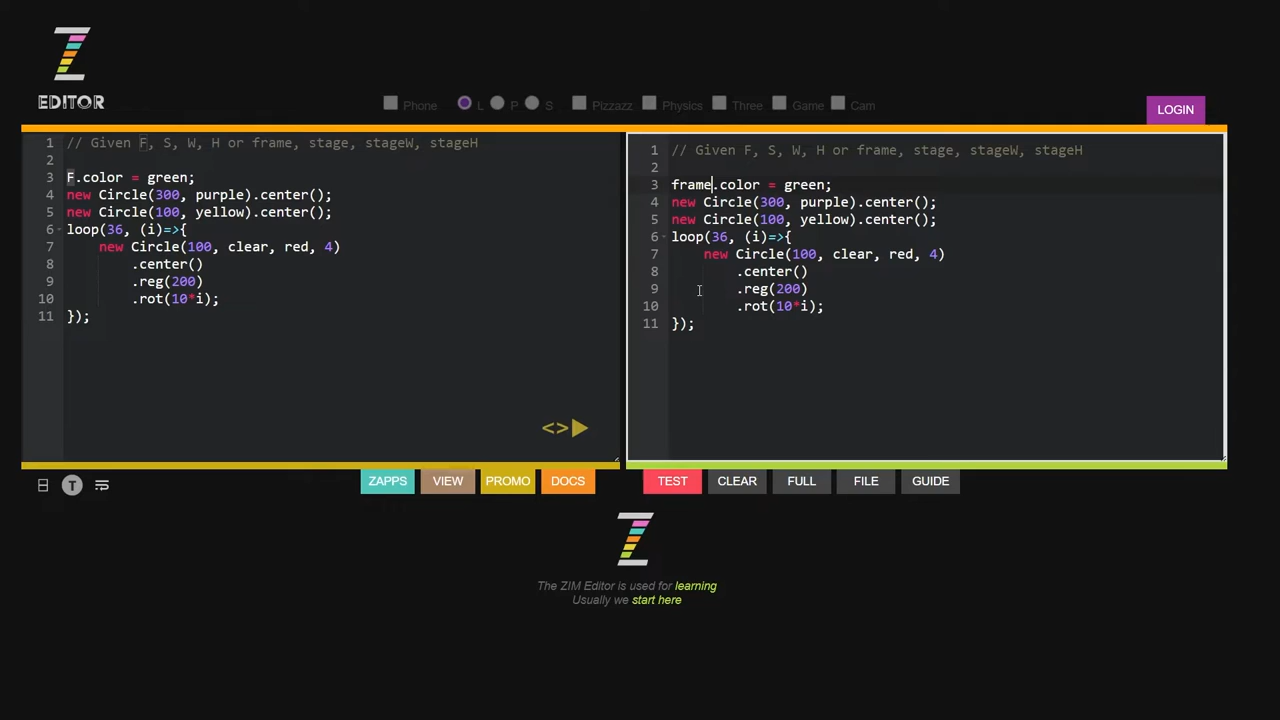 EDITOR
Phone L P S Pizzazz Physics Three Game Cam
LOGIN
1 // Given F, S, W, H or frame, stage, stageW, stageH
2
3 F.color = green;
4 new Circle(300, purple).center();
5 new Circle(100, yellow).center();
6 loop(36, (i)=>{
7 new Circle(100, clear, red, 4)
8 .center()
9 .reg(200)
10 .rot(10*i);
11 });
<>
1 // Given F, S, W, H or frame, stage, stageW, stageH
2
3 frame.color = green;
4 new Circle(300, purple).center();
5 new Circle(100, yellow).center();
6 loop(36, (i)=>{
7 new Circle(100, clear, red, 4)
8 .center()
9 .reg(200)
10 .rot(10*i);
11 });
T
ZAPPS VIEW PROMO DOCS TEST CLEAR FULL FILE GUIDE
The ZIM Editor is used for learning
Usually we start here